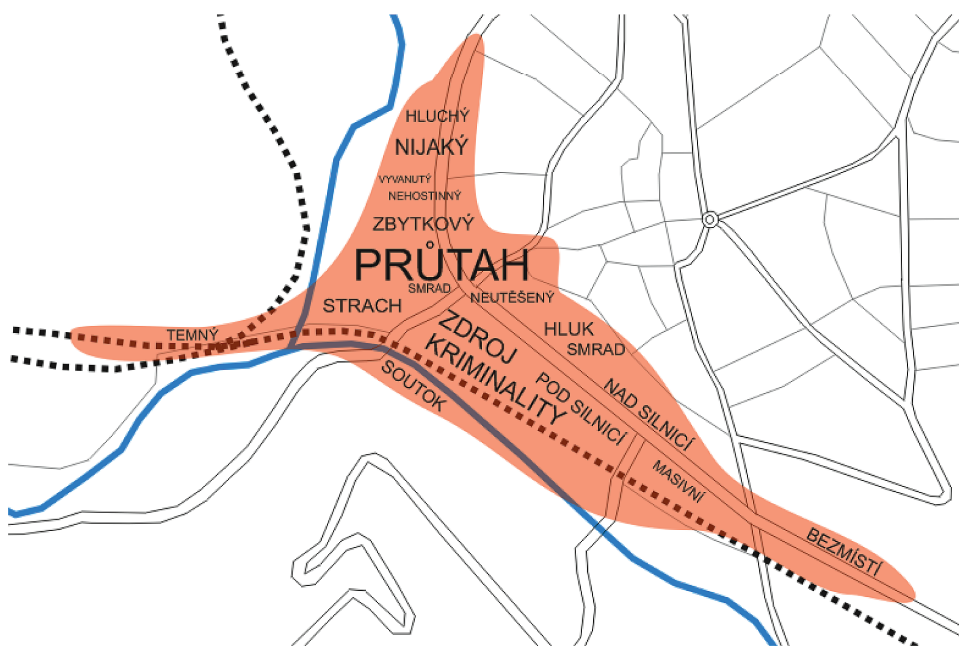 HLUCHÝ
NIJAKÝ
VYVANUTÝ
NEHOSTINNÝ
ZBYTKOVÝ
PRŮTAH
SMRAD
NEUTĚŠENÝ
STRACH
TEMNÝ
ZDROJ
KRIMINALITY
HLUK
SMRAD
SOUTOK
POD SILNICÍ
NAD SILNICÍ
MASIVNÍ
BEZMÍSTÍ